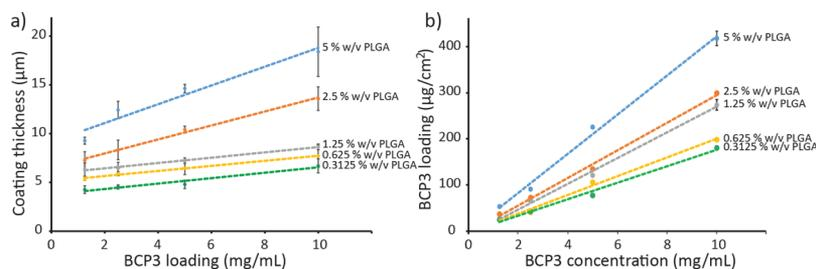 a)
Coating thickness (µm)
20
15
10
5
0
0
2
4
6
8
10
12
BCP3 loading (mg/mL)
5 % w/v PLGA
2.5 % w/v PLGA
1.25 % w/v PLGA
0.625 % w/v PLGA
0.3125 % w/v PLGA
b)
BCP3 loading (µg/cm²)
400
300
200
100
0
0
2
4
6
8
10
12
BCP3 concentration (mg/mL)
5 % w/v PLGA
2.5 % w/v PLGA
1.25 % w/v PLGA
0.625 % w/v PLGA
0.3125 % w/v PLGA